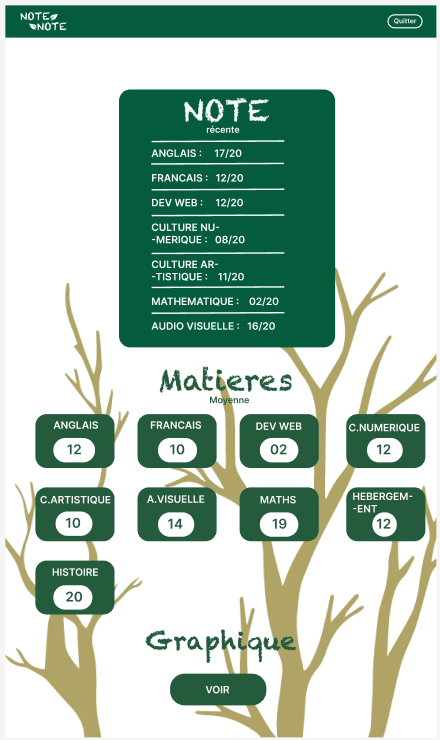 NOTE
NOTE
Quitter
NOTE
récente
ANGLAIS : 17/20
FRANCAIS : 12/20
DEV WEB : 12/20
CULTURE NU-
-MERIQUE : 08/20
CULTURE AR-
-TISTIQUE : 11/20
MATHEMATIQUE : 02/20
AUDIO VISUELLE : 16/20
Matieres
Moyenne
ANGLAIS
12
FRANCAIS
10
DEV WEB
02
C.NUMERIQUE
12
C.ARTISTIQUE
10
A.VISUELLE
14
MATHS
19
HEBERGEM-
-ENT
12
HISTOIRE
20
Graphique
VOIR